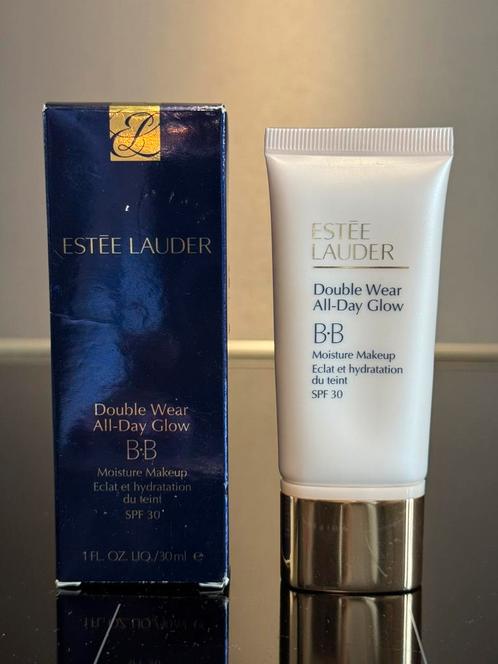 EL
ESTĒE LAUDER
Double Wear
All-Day Glow
B·B
Moisture Makeup
Eclat et hydratation
du teint
SPF 30
1 FL. OZ. LIQ./30ml e
ESTĒE
LAUDER
Double Wear
All-Day Glow
B·B
Moisture Makeup
Eclat et hydratation
du teint
SPF 30